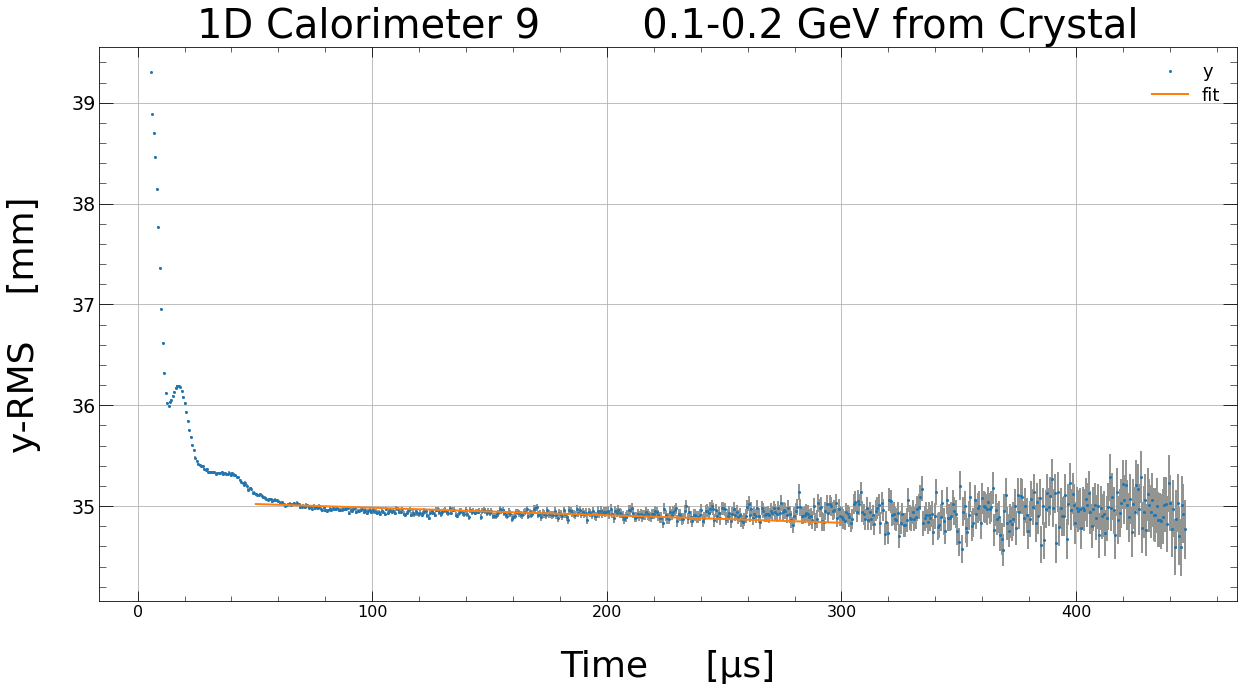 1D Calorimeter 9 0.1-0.2 GeV from Crystal
y
fit
39
38
37
36
35
y-RMS [mm]
0 100 200 300 400
Time [µs]